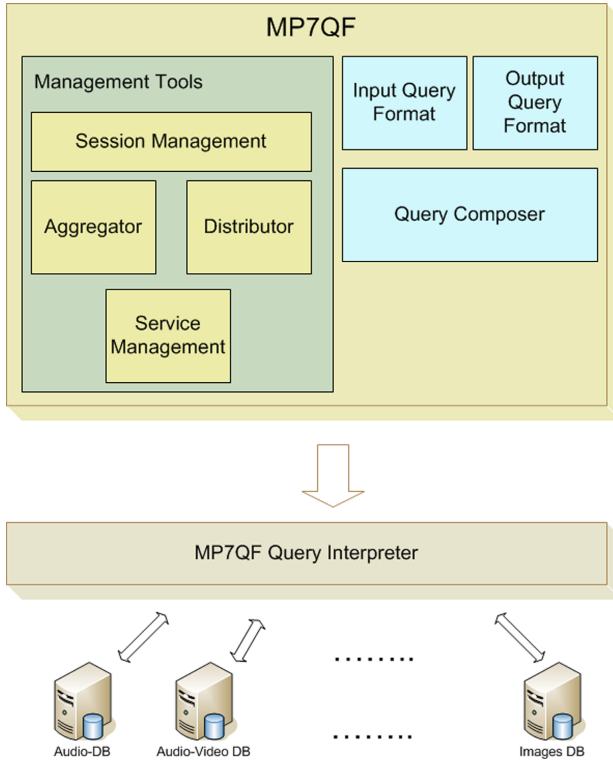 MP7QF
Management Tools
Session Management
Aggregator
Distributor
Service
Management
Input Query
Format
Output
Query
Format
Query Composer
MP7QF Query Interpreter
........
........
Audio-DB
Audio-Video DB
Images DB